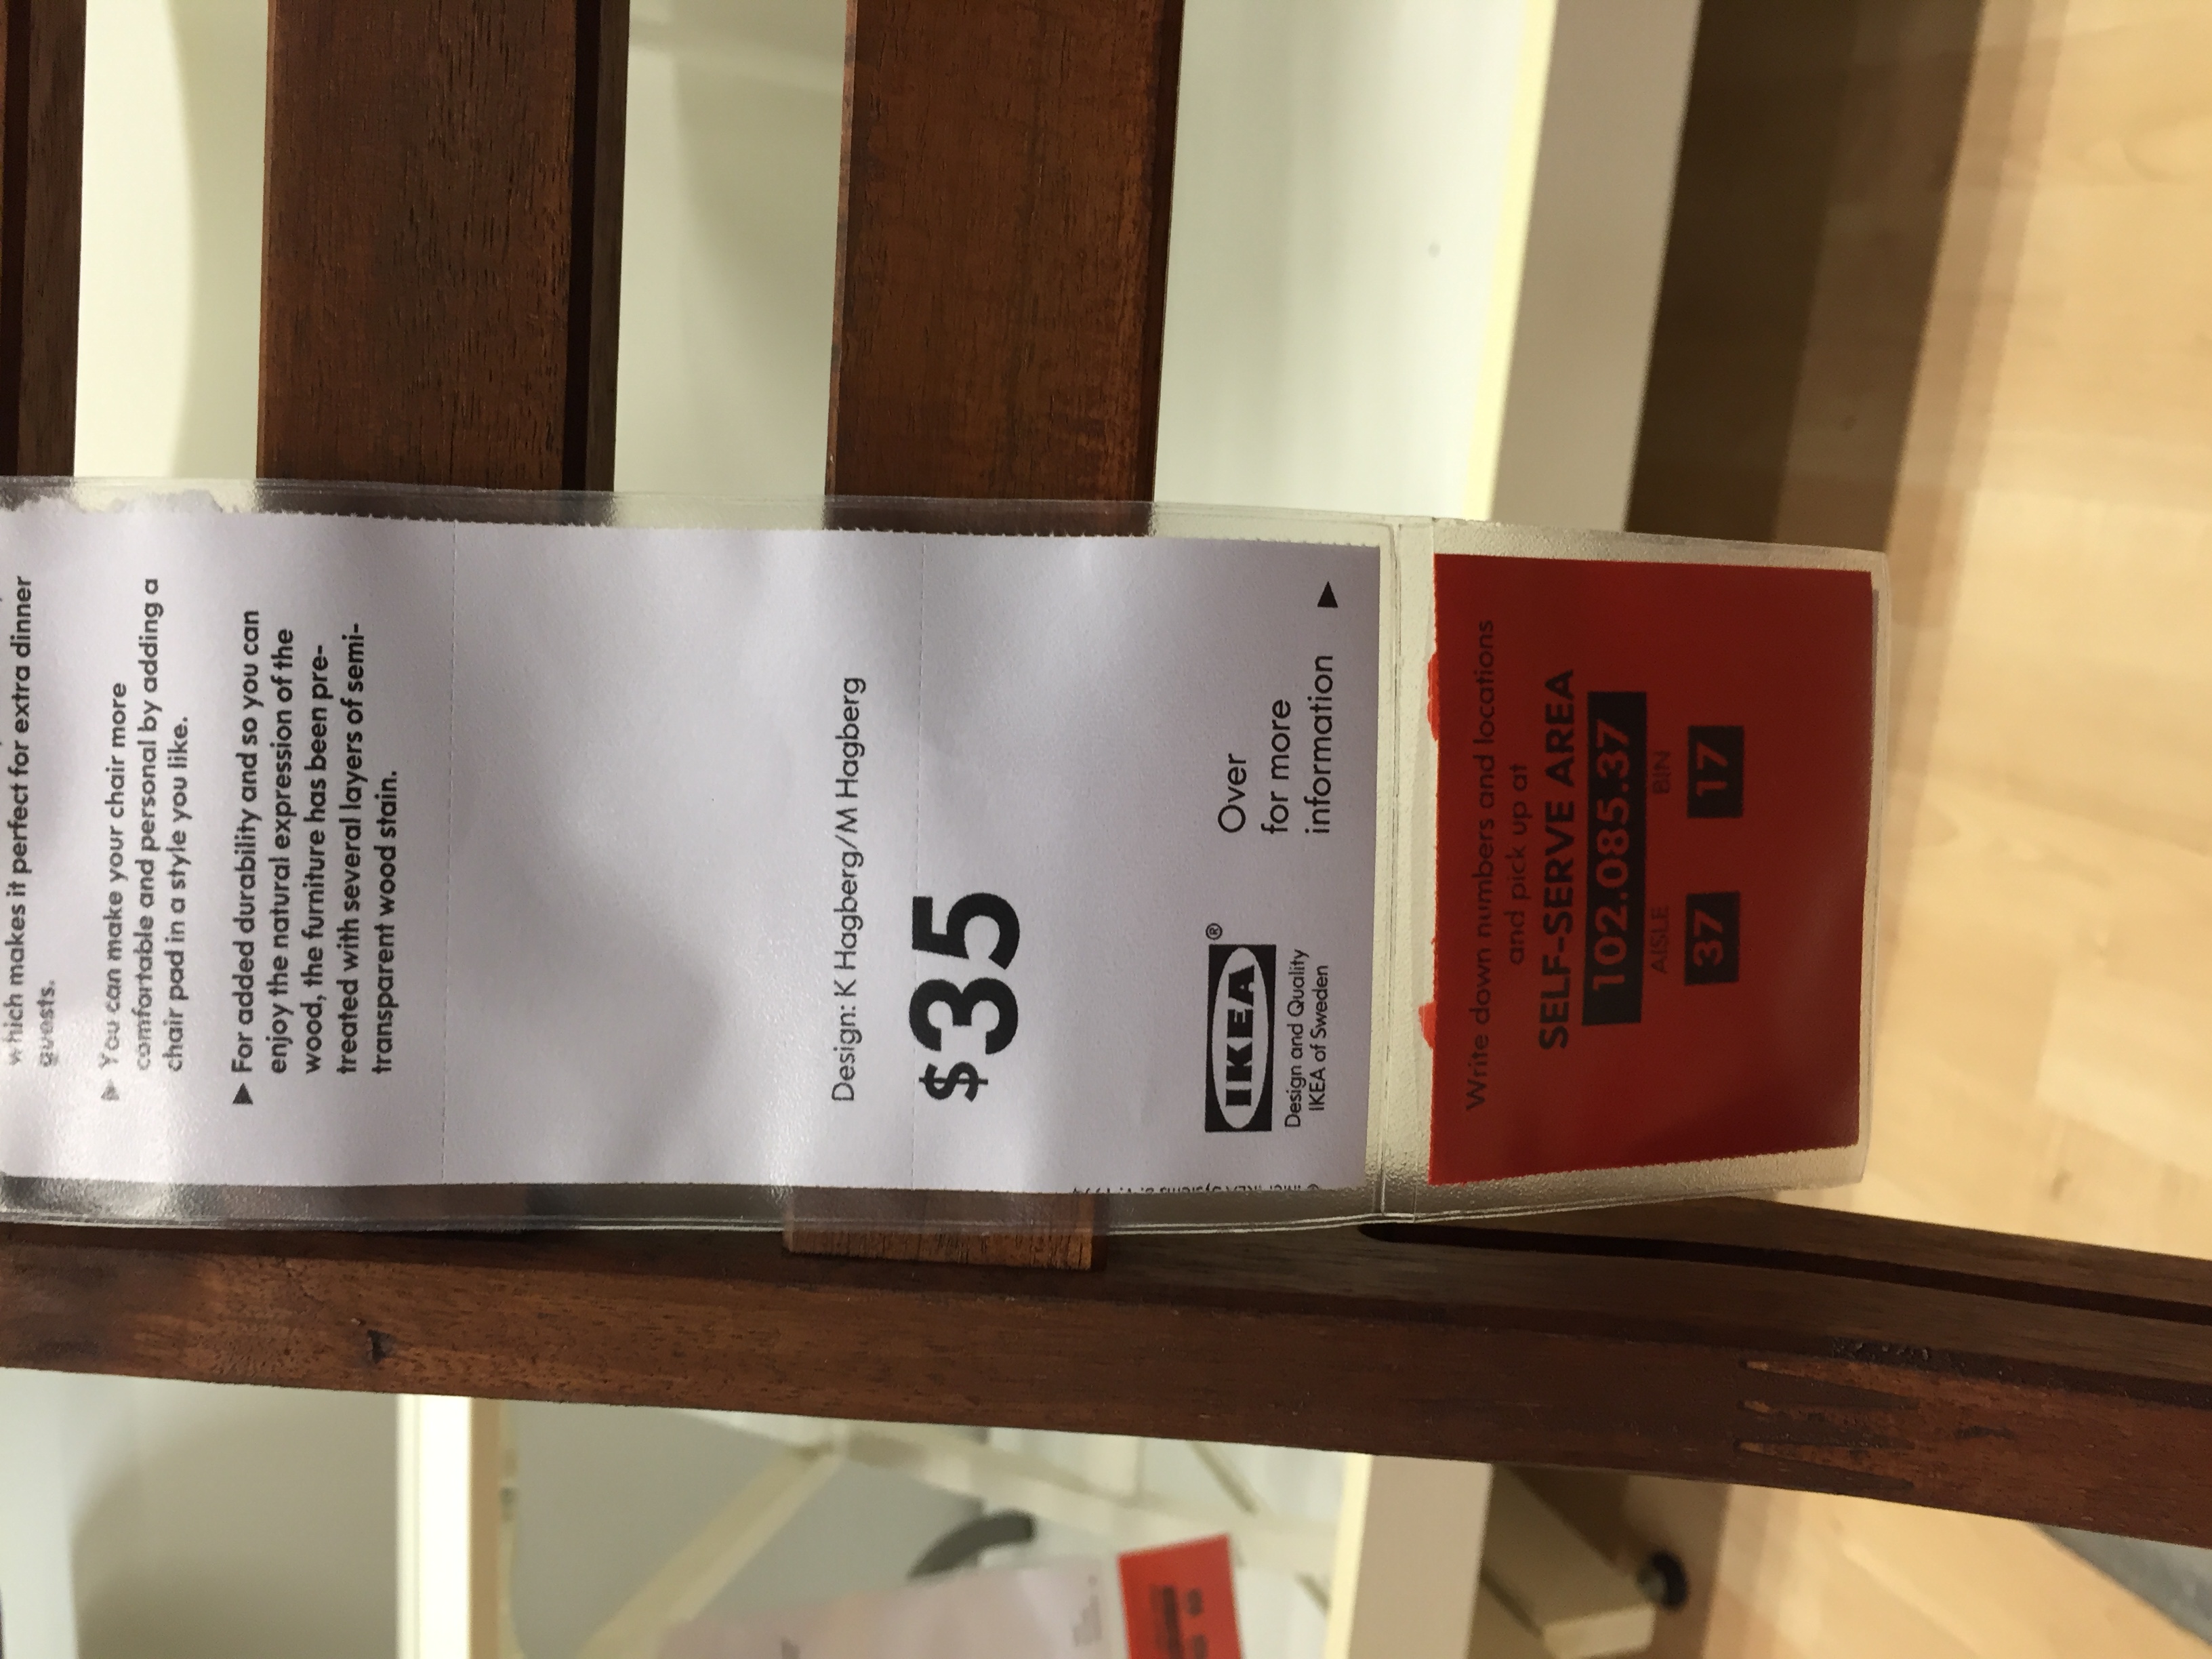 which makes it perfect for extra dinner
guests.
▶ You can make your chair more
comfortable and personal by adding a
chair pad in a style you like.
▶ For added durability and so you can
enjoy the natural expression of the
wood, the furniture has been pre-
treated with several layers of semi-
transparent wood stain.
Design: K Hagberg/M Hagberg
$35
IKEA®
Design and Quality
IKEA of Sweden
Over
for more
information ▶
Write down numbers and locations
and pick up at
SELF-SERVE AREA
102.085.37
AISLE BIN
37 17